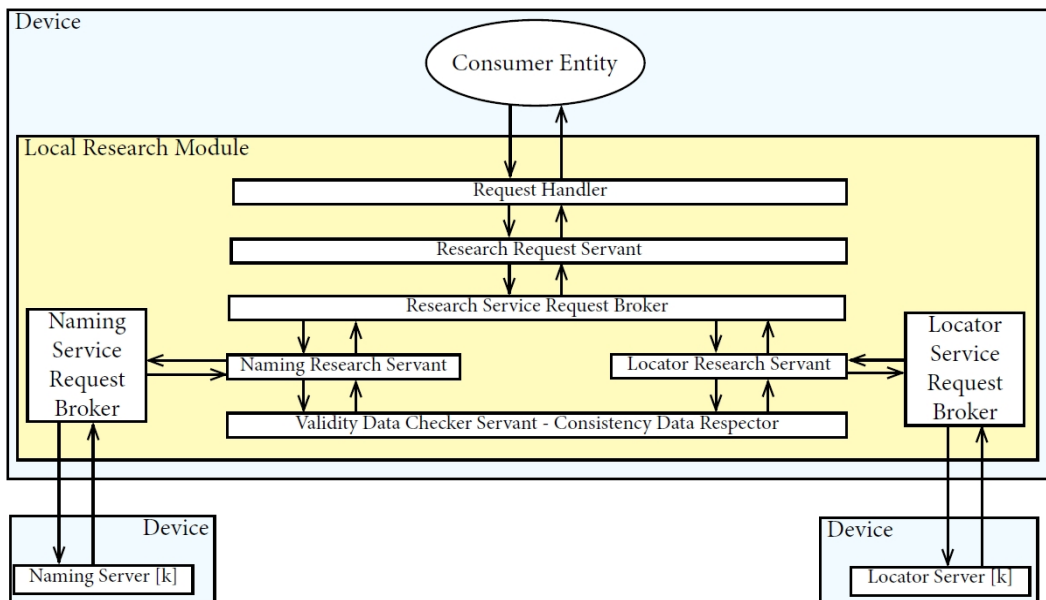 Device
Consumer Entity
Local Research Module
Request Handler
Research Request Servant
Research Service Request Broker
Naming
Service
Request
Broker
Naming Research Servant
Locator Research Servant
Locator
Service
Request
Broker
Validity Data Checker Servant - Consistency Data Respector
Device
Naming Server [k]
Device
Locator Server [k]